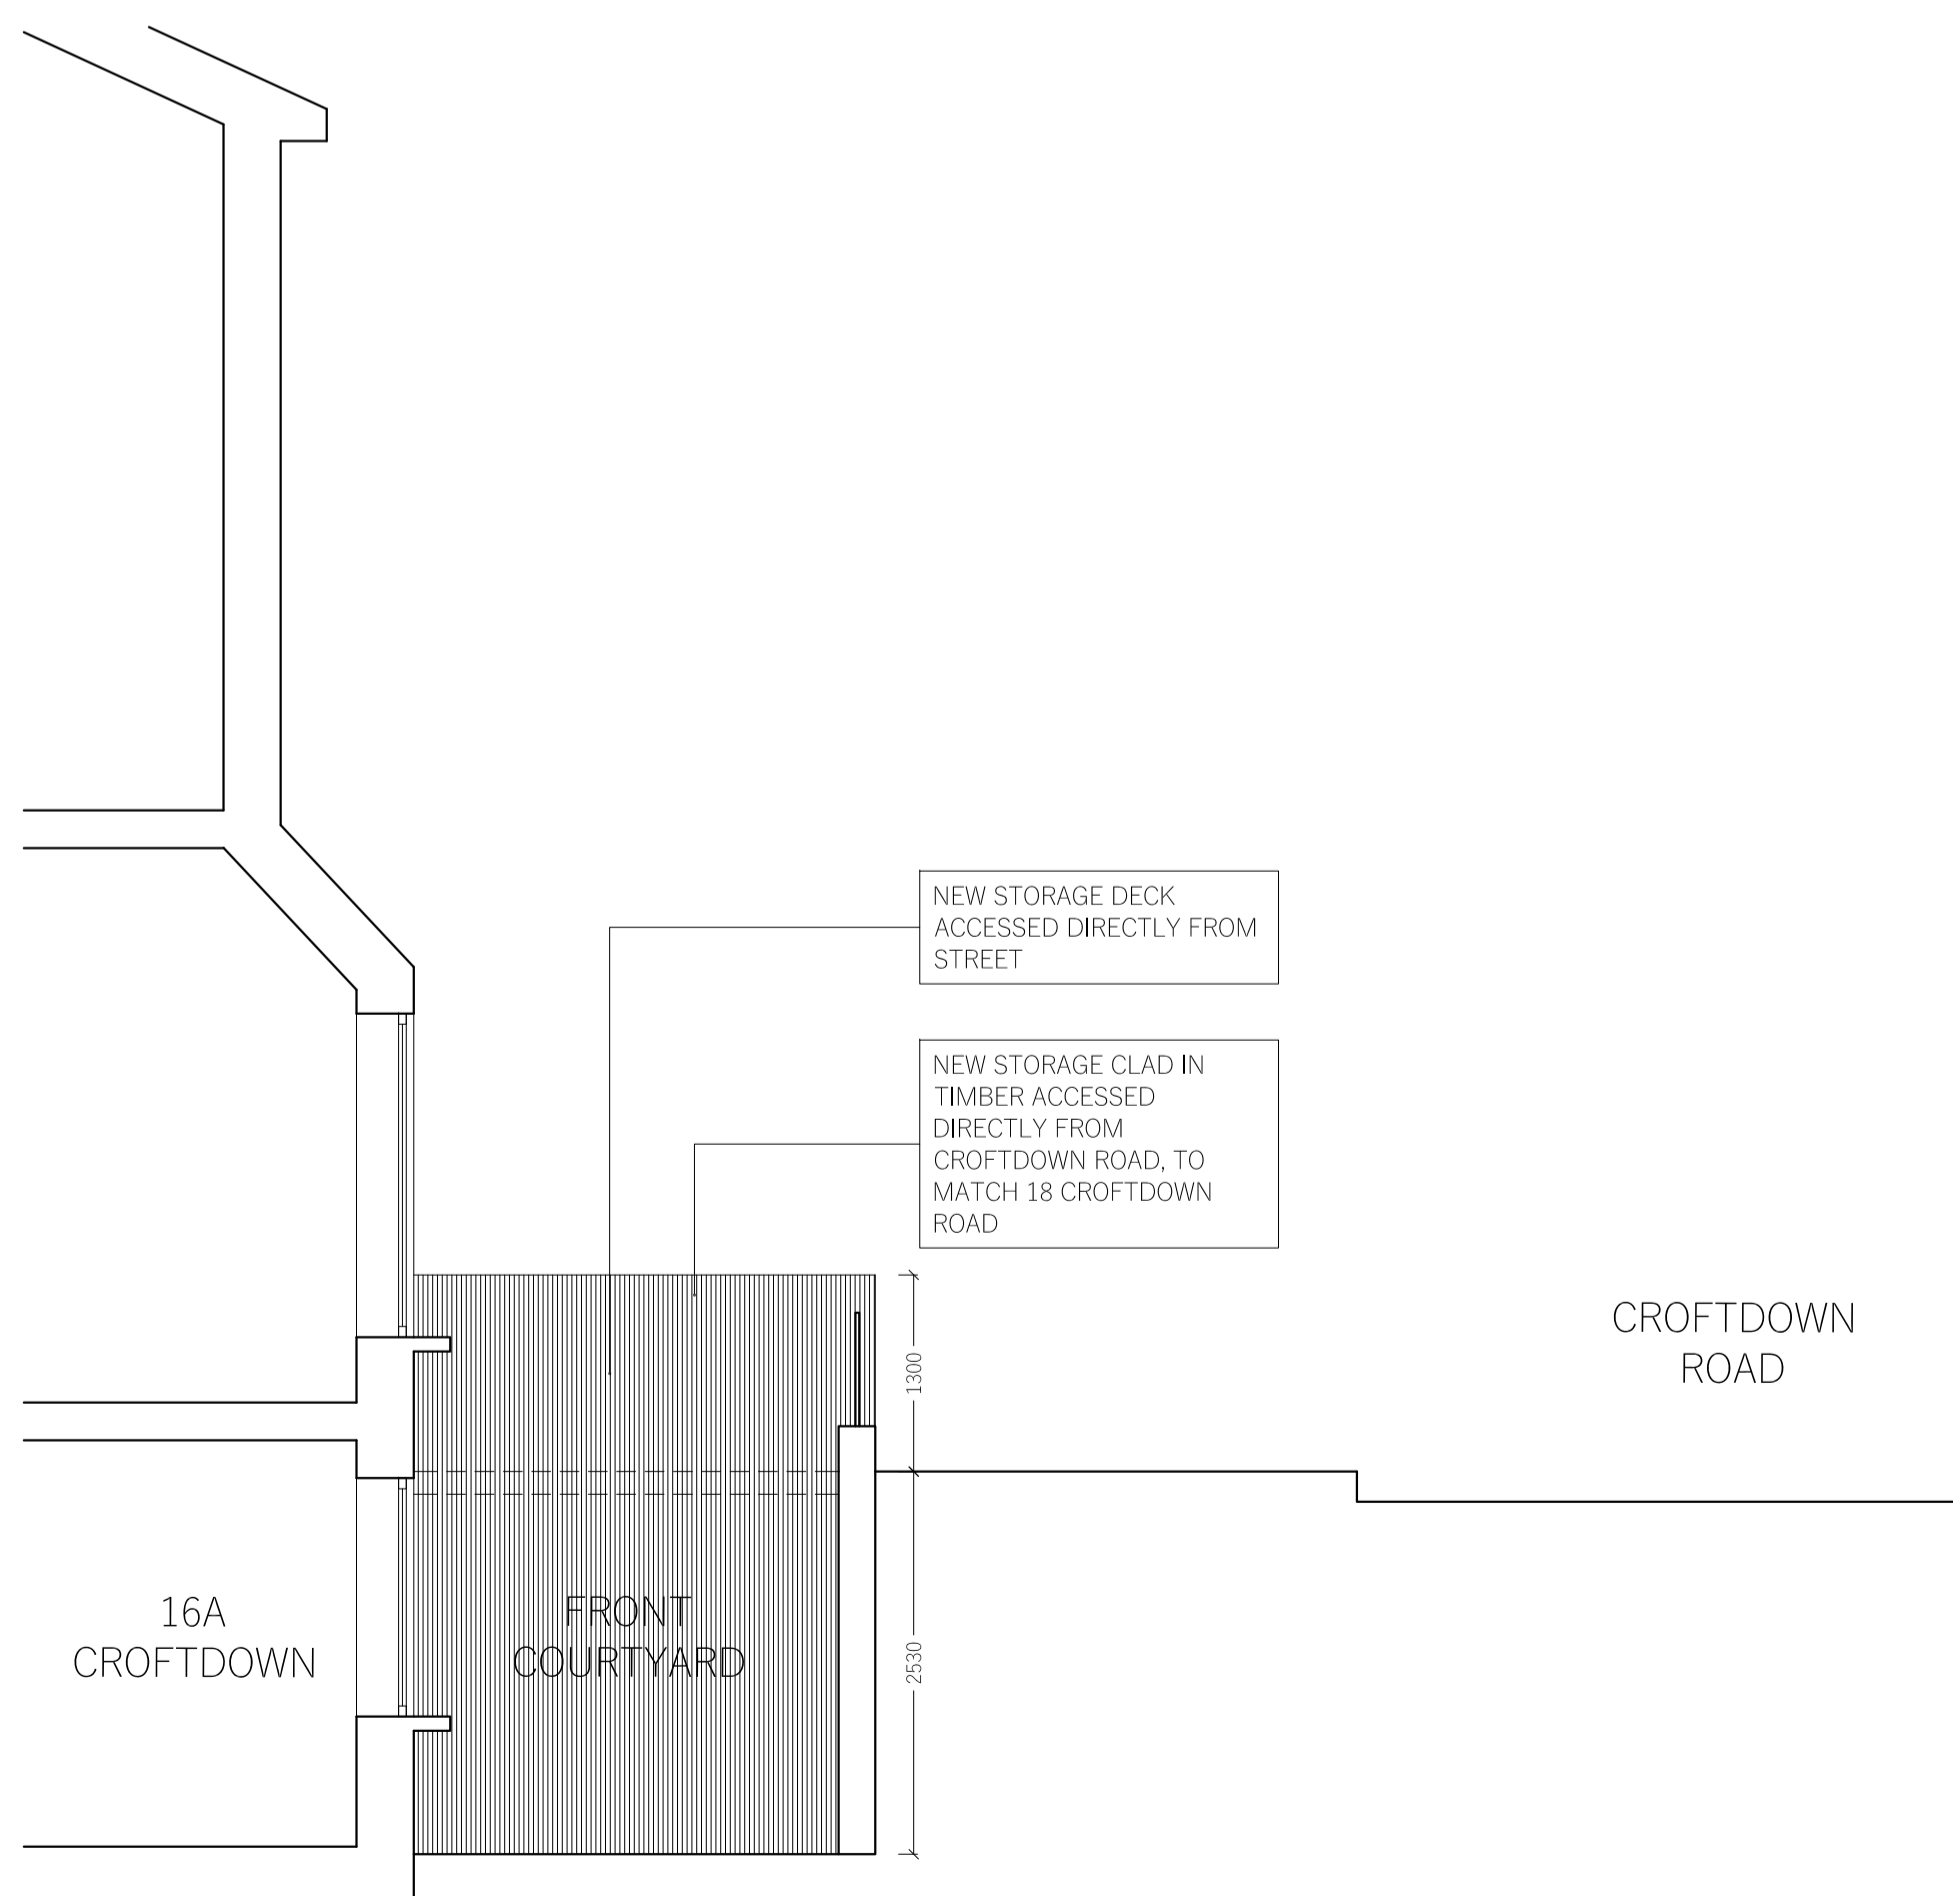 NEW STORAGE DECK
ACCESSED DIRECTLY FROM
STREET
NEW STORAGE CLAD IN
TIMBER ACCESSED
DIRECTLY FROM
CROFTDOWN ROAD, TO
MATCH 18 CROFTDOWN
ROAD
CROFTDOWN
ROAD
1300
16A
CROFTDOWN
FRONT
COURTYARD
2530